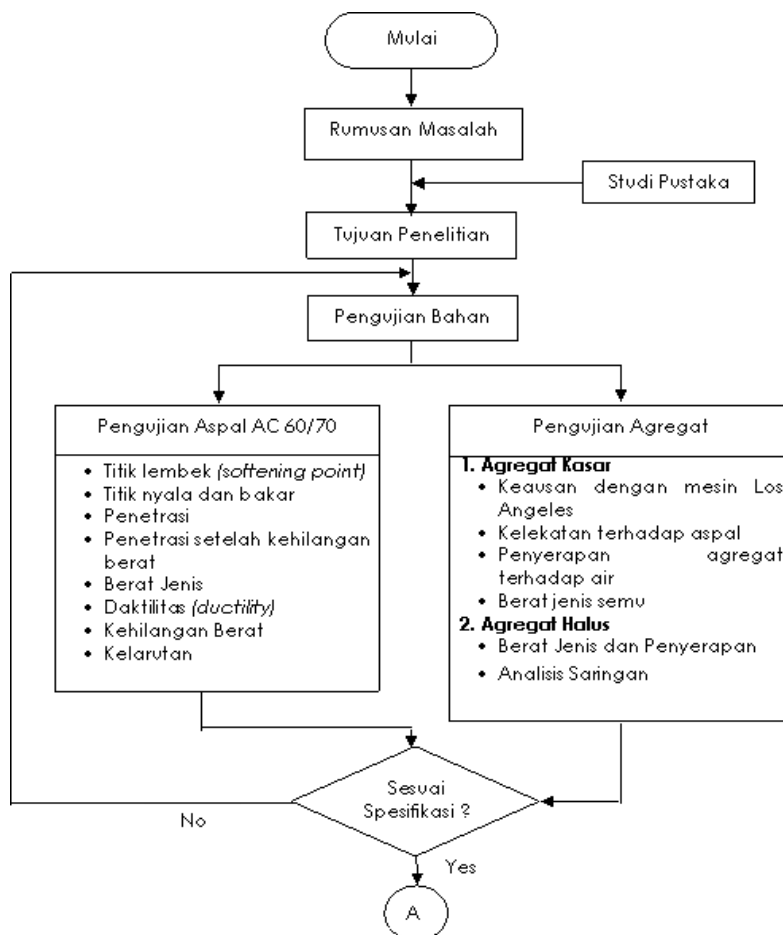 Mulai
Rumusan Masalah
Studi Pustaka
Tujuan Penelitian
Pengujian Bahan
Pengujian Aspal AC 60/70
• Titik lembek (softening point)
• Titik nyala dan bakar
• Penetrasi
• Penetrasi setelah kehilangan
berat
• Berat Jenis
• Daktilitas (ductility)
• Kehilangan Berat
• Kelarutan
Pengujian Agregat
1. Agregat Kasar
• Keausan dengan mesin Los
Angeles
• Kelekatan terhadap aspal
• Penyerapan agregat
terhadap air
• Berat jenis semu
2. Agregat Halus
• Berat Jenis dan Penyerapan
• Analisis Saringan
Sesuai
Spesifikasi ?
No
Yes
A